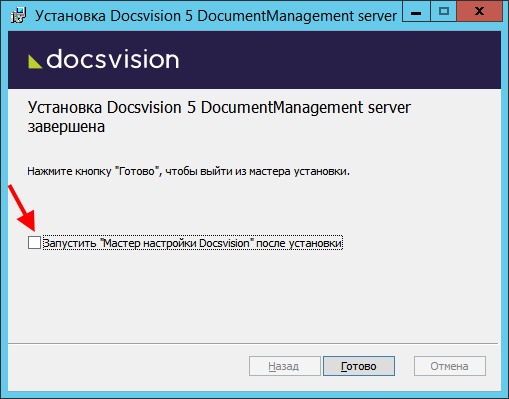 Установка Docsvision 5 DocumentManagement server
docsvision
Установка Docsvision 5 DocumentManagement server
завершена
Нажмите кнопку "Готово", чтобы выйти из мастера установки.
Запустить "Мастер настройки Docsvision" после установки
Назад
Готово
Отмена